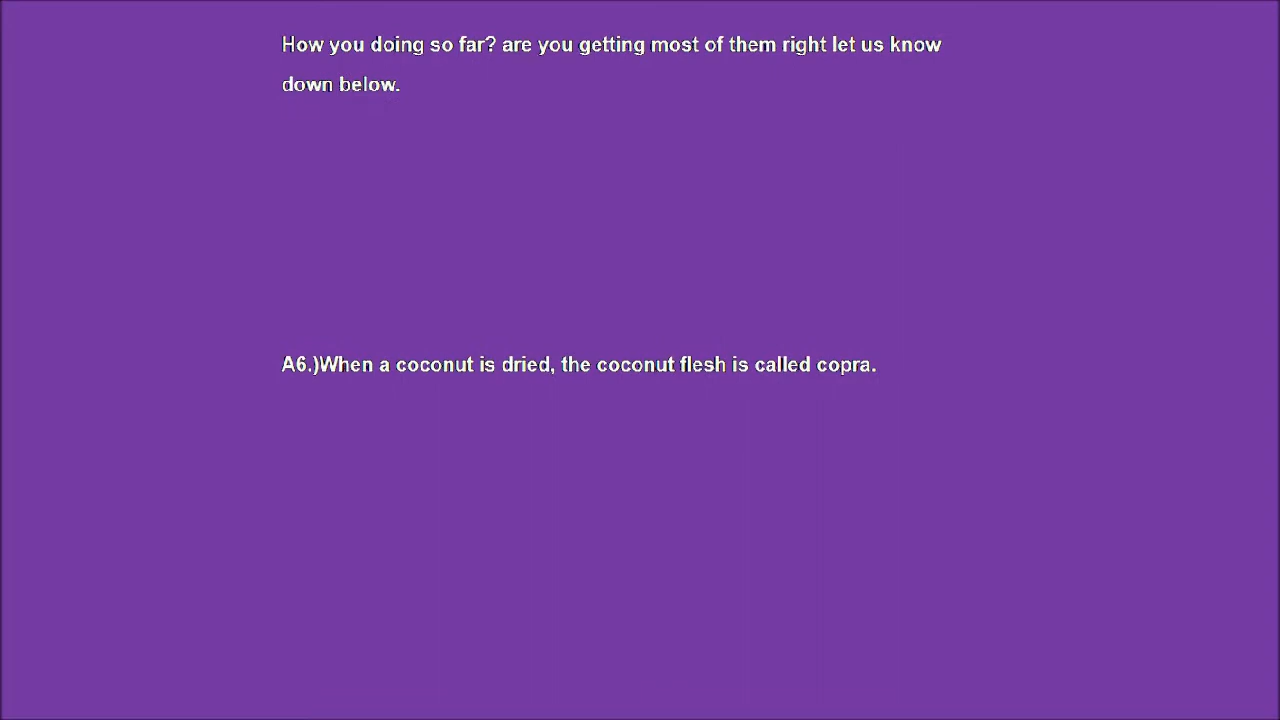 How you doing so far? are you getting most of them right let us know
down below.
A6.)When a coconut is dried, the coconut flesh is called copra.